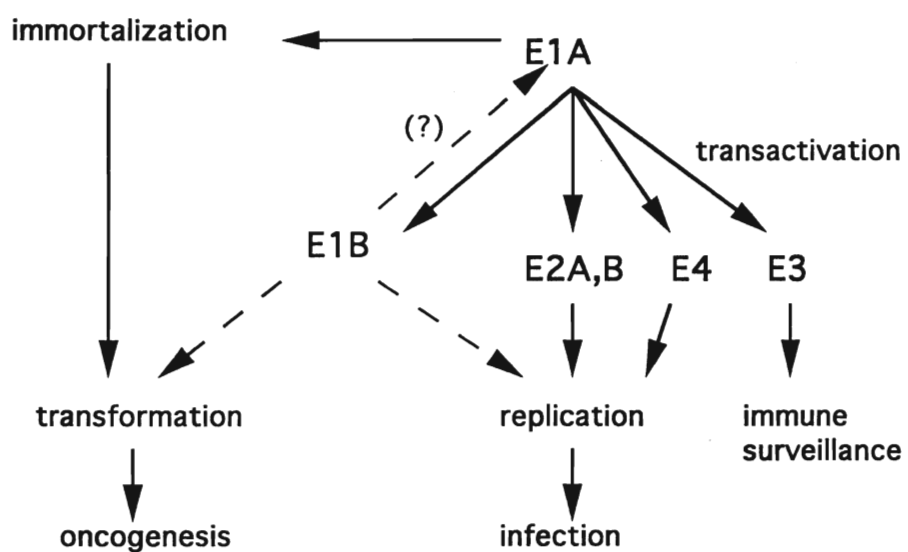 immortalization
E1A
(?)
transactivation
E1B
E2A,B
E4
E3
transformation
replication
immune
surveillance
oncogenesis
infection